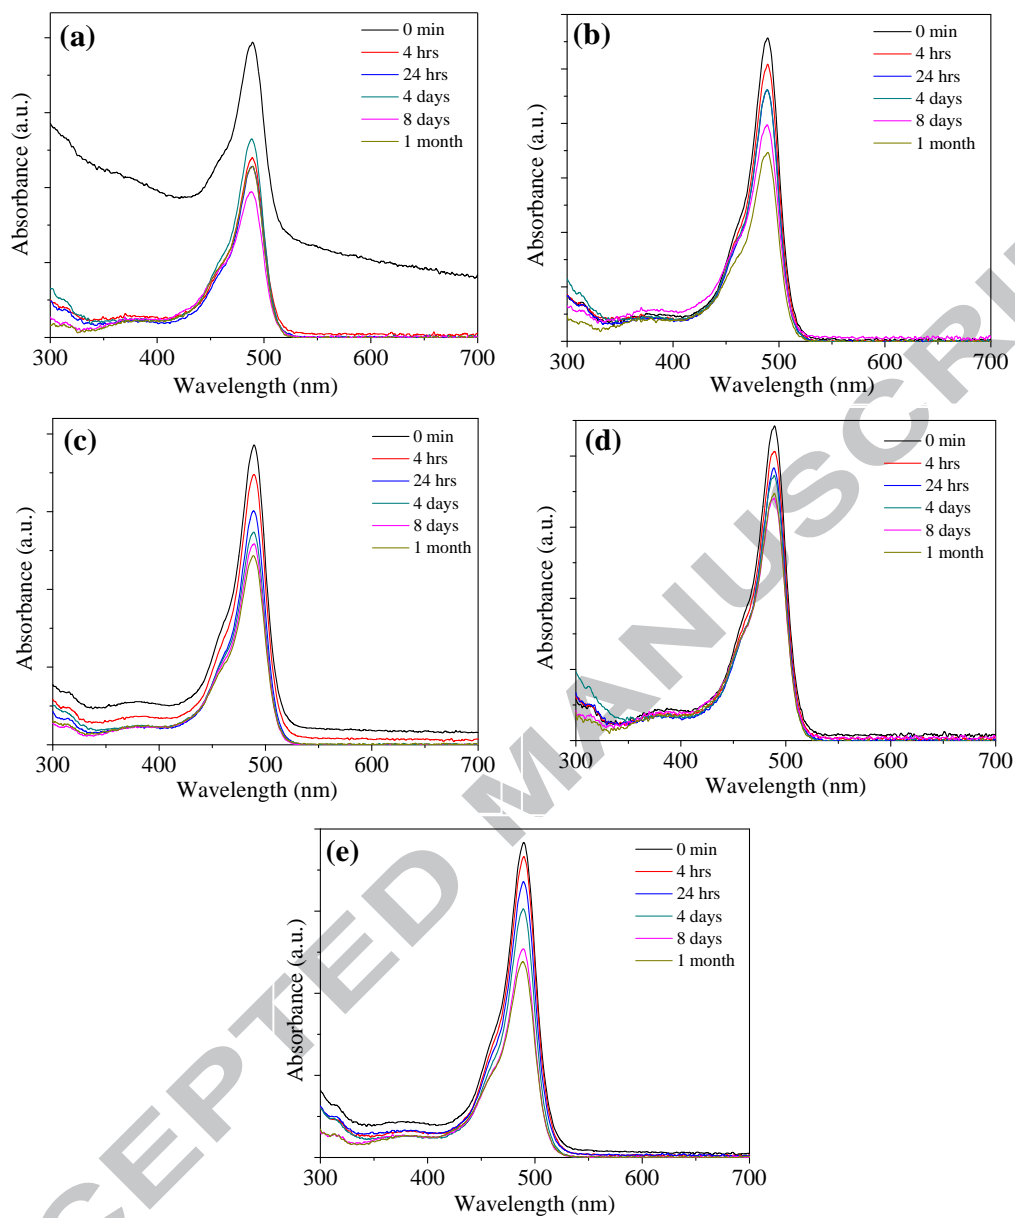 (a)
0 min
4 hrs
24 hrs
4 days
8 days
1 month
Absorbance (a.u.)
300 400 500 600 700
Wavelength (nm)
(b)
0 min
4 hrs
24 hrs
4 days
8 days
1 month
Absorbance (a.u.)
300 400 500 600 700
Wavelength (nm)
(c)
0 min
4 hrs
24 hrs
4 days
8 days
1 month
Absorbance (a.u.)
300 400 500 600 700
Wavelength (nm)
(d)
0 min
4 hrs
24 hrs
4 days
8 days
1 month
Absorbance (a.u.)
300 400 500 600 700
Wavelength (nm)
(e)
0 min
4 hrs
24 hrs
4 days
8 days
1 month
Absorbance (a.u.)
300 400 500 600 700
Wavelength (nm)
CEPTED MANUSCRI